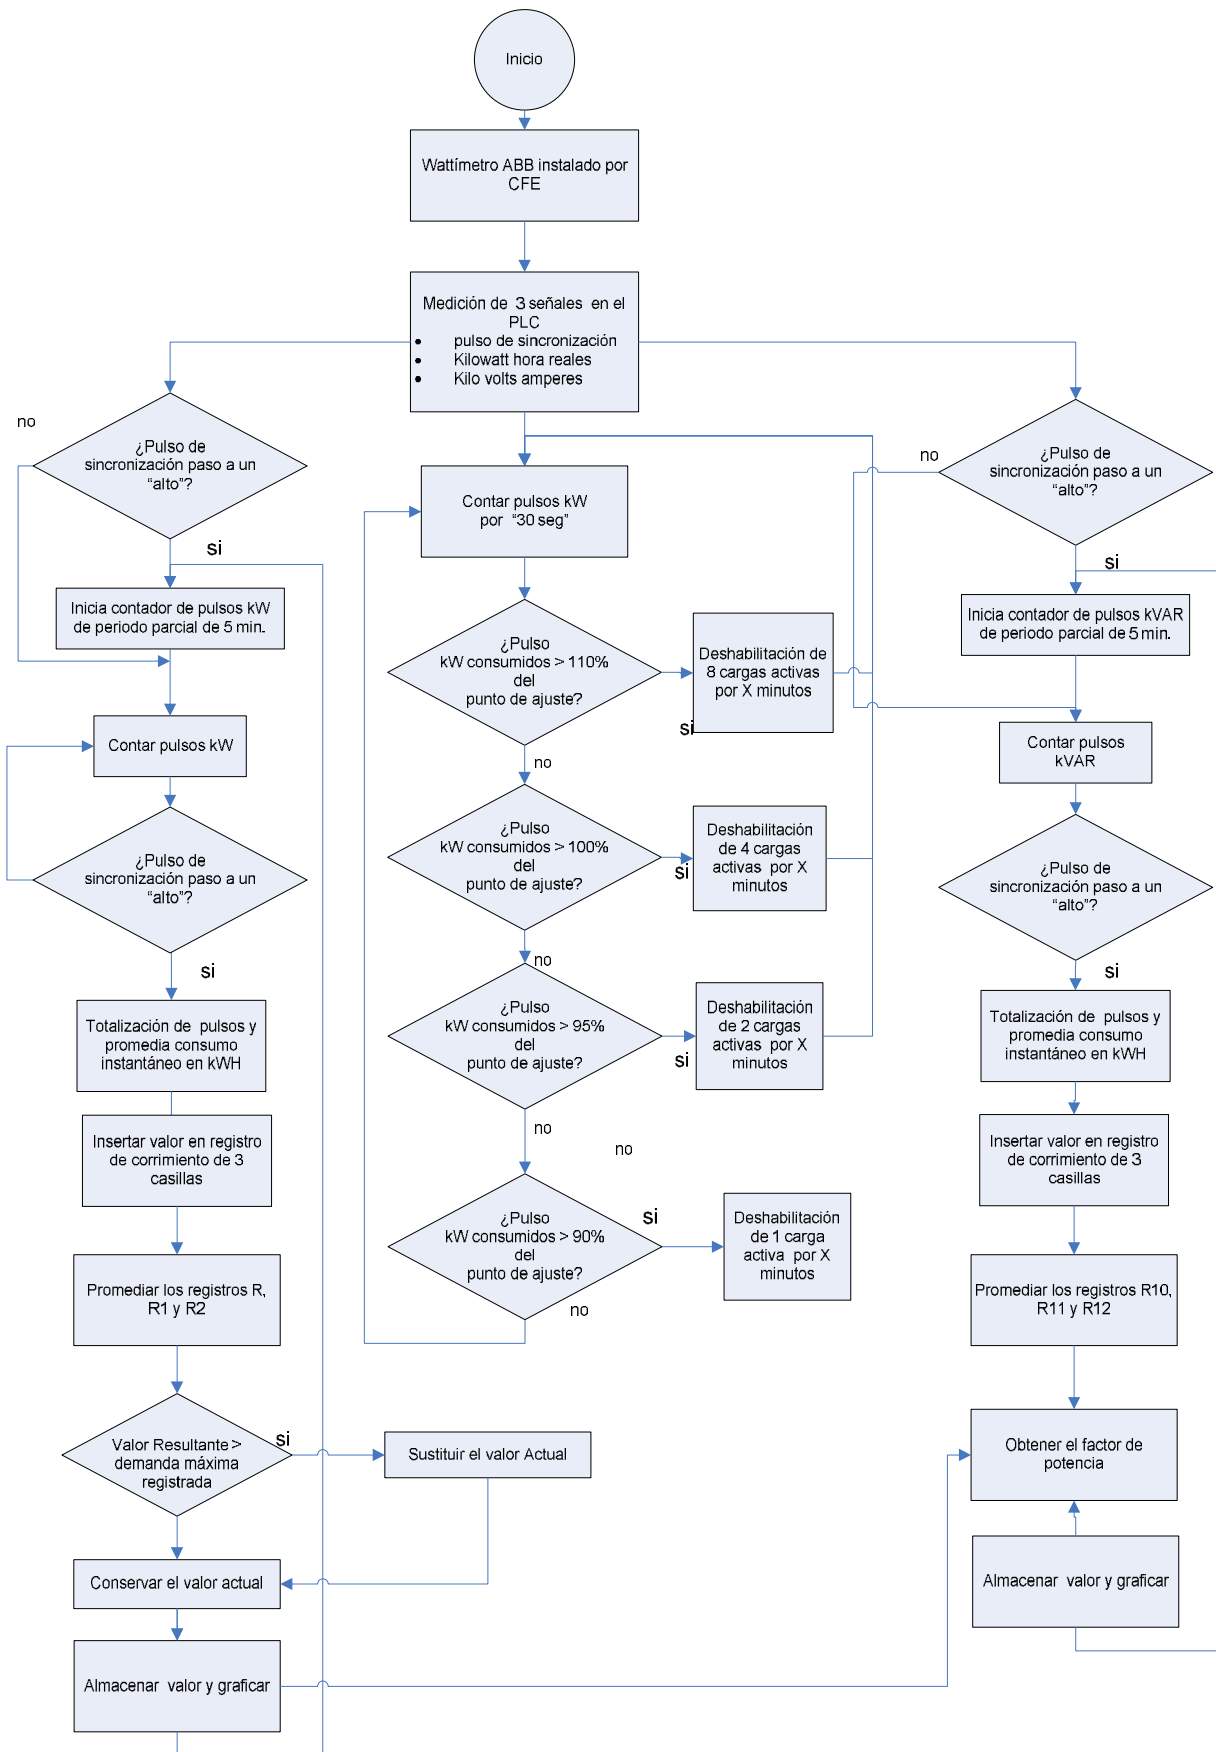 Inicio
Wattímetro ABB instalado por
CFE
Medición de 3 señales en el
PLC
• pulso de sincronización
• Kilowatt hora reales
• Kilo volts amperes
no
¿Pulso de
sincronización paso a un
“alto”?
si
Inicia contador de pulsos kW
de periodo parcial de 5 min.
Contar pulsos kW
¿Pulso de
sincronización paso a un
“alto”?
si
Totalización de pulsos y
promedia consumo
instantáneo en kWH
Insertar valor en registro
de corrimiento de 3
casillas
Promediar los registros R,
R1 y R2
Valor Resultante >
demanda máxima
registrada
si
Sustituir el valor Actual
Conservar el valor actual
Almacenar valor y graficar
Contar pulsos kW
por “30 seg”
¿Pulso
kW consumidos > 110%
del
punto de ajuste?
si
Deshabilitación de
8 cargas activas
por X minutos
no
¿Pulso
kW consumidos > 100%
del
punto de ajuste?
si
Deshabilitación
de 4 cargas
activas por X
minutos
no
¿Pulso
kW consumidos > 95%
del
punto de ajuste?
si
Deshabilitación
de 2 cargas
activas por X
minutos
no
no
¿Pulso
kW consumidos > 90%
del
punto de ajuste?
si
Deshabilitación
de 1 carga
activa por X
minutos
no
no
¿Pulso de
sincronización paso a un
“alto”?
si
Inicia contador de pulsos kVAR
de periodo parcial de 5 min.
Contar pulsos
kVAR
¿Pulso de
sincronización paso a un
“alto”?
si
Totalización de pulsos y
promedia consumo
instantáneo en kWH
Insertar valor en registro
de corrimiento de 3
casillas
Promediar los registros R10,
R11 y R12
Obtener el factor de
potencia
Almacenar valor y graficar